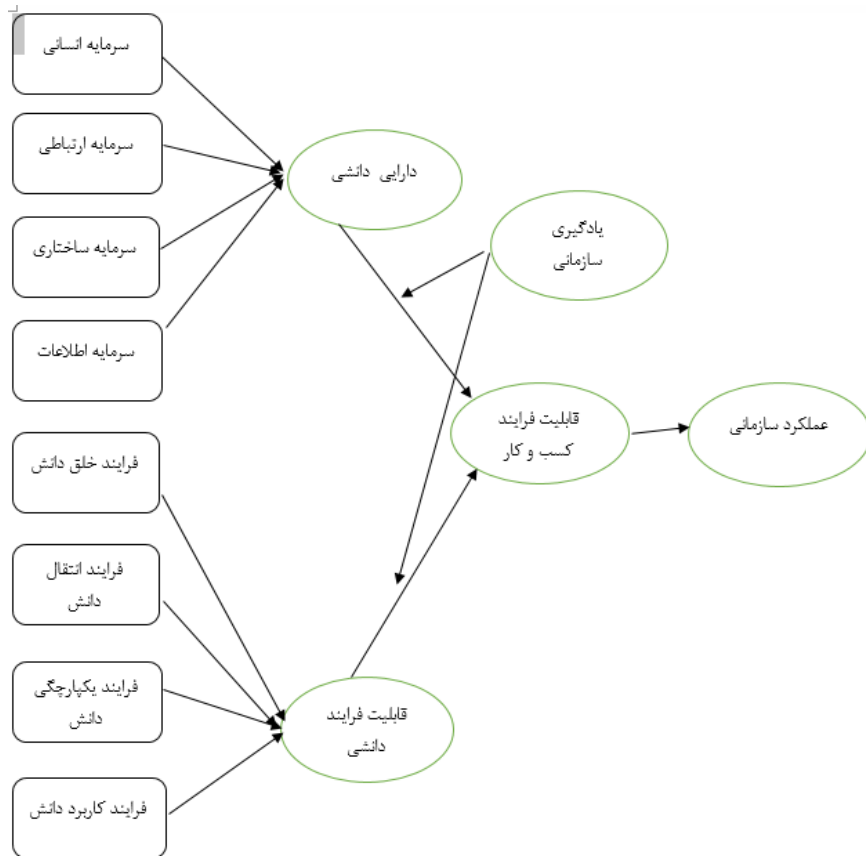 سرمایه انسانی
سرمایه ارتباطی
سرمایه ساختاری
سرمایه اطلاعات
فرایند خلق دانش
فرایند انتقال
دانش
فرایند یکپارچگی
دانش
فرایند کاربرد دانش
دارایی دانشی
قابلیت فرایند
دانشی
یادگیری
سازمانی
قابلیت فرایند
کسب و کار
عملکرد سازمانی